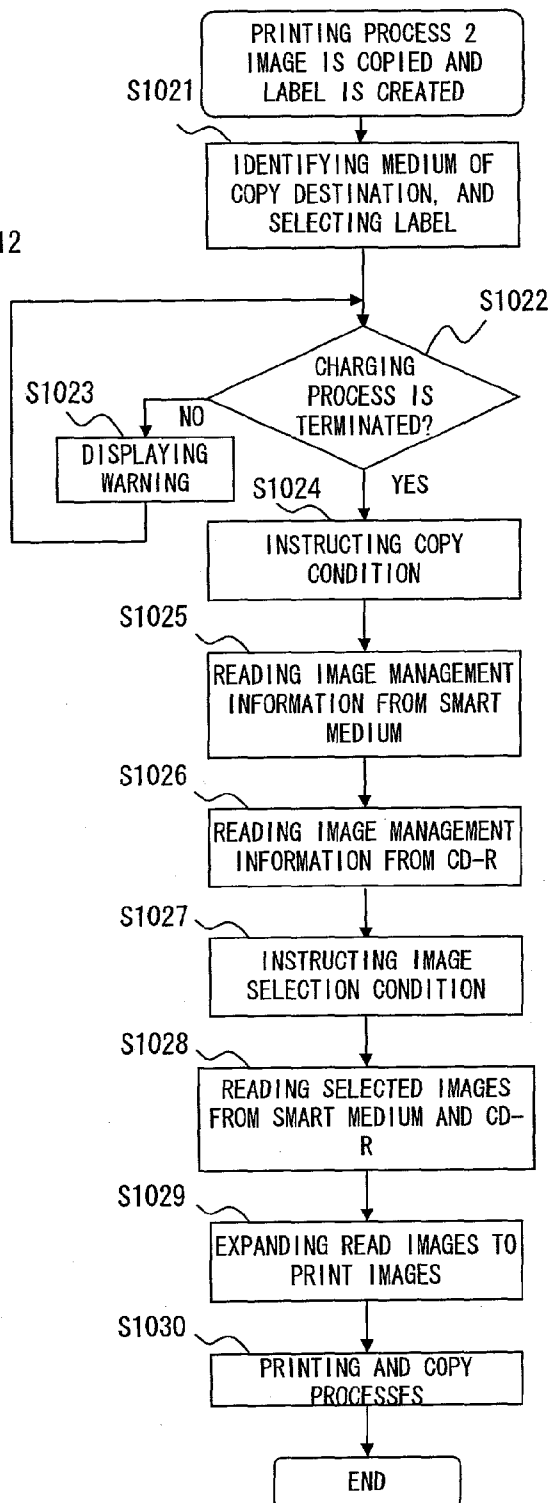 PRINTING PROCESS 2
IMAGE IS COPIED AND
LABEL IS CREATED
S1021
IDENTIFYING MEDIUM OF
COPY DESTINATION, AND
SELECTING LABEL
12
S1022
CHARGING
PROCESS IS
TERMINATED?
S1023
NO
DISPLAYING
WARNING
YES
S1024
INSTRUCTING COPY
CONDITION
S1025
READING IMAGE MANAGEMENT
INFORMATION FROM SMART
MEDIUM
S1026
READING IMAGE MANAGEMENT
INFORMATION FROM CD-R
S1027
INSTRUCTING IMAGE
SELECTION CONDITION
S1028
READING SELECTED IMAGES
FROM SMART MEDIUM AND CD-
R
S1029
EXPANDING READ IMAGES TO
PRINT IMAGES
S1030
PRINTING AND COPY
PROCESSES
END